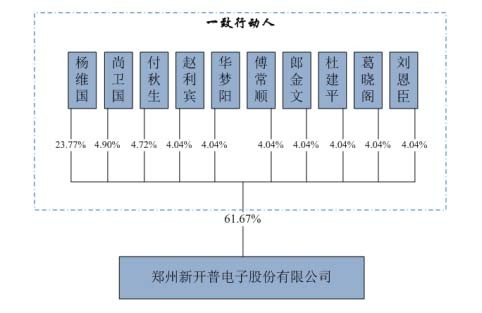 一致行动人
杨维国
尚卫国
付秋生
赵利宾
华梦阳
傅常顺
郎金文
杜建平
葛晓阁
刘恩臣
23.77%
4.90%
4.72%
4.04%
4.04%
4.04%
4.04%
4.04%
4.04%
4.04%
61.67%
郑州新开普电子股份有限公司